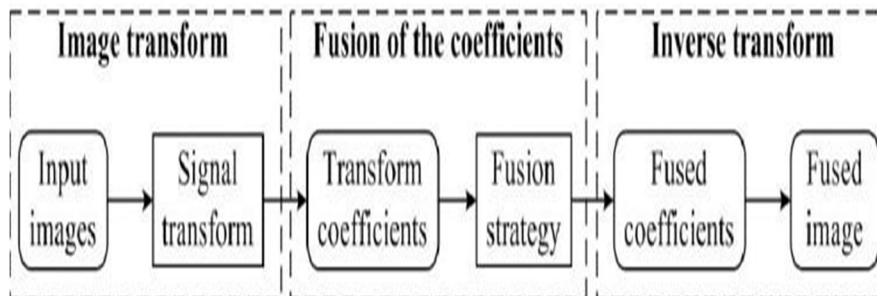 Image transform
Fusion of the coefficients
Inverse transform
Input
images
Signal
transform
Transform
coefficients
Fusion
strategy
Fused
coefficients
Fused
image